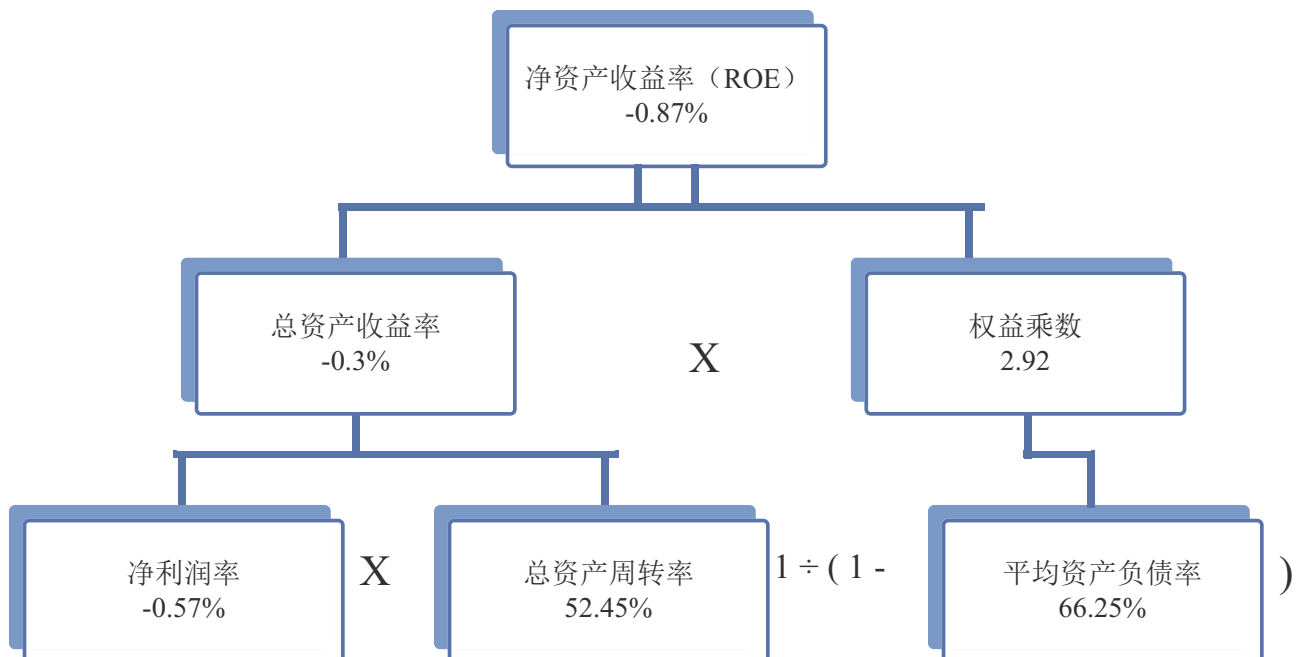 净资产收益率（ROE）
-0.87%
总资产收益率
-0.3%
X
权益乘数
2.92
净利润率
-0.57%
X
总资产周转率
52.45%
1 ÷ ( 1 -
平均资产负债率
66.25%
)